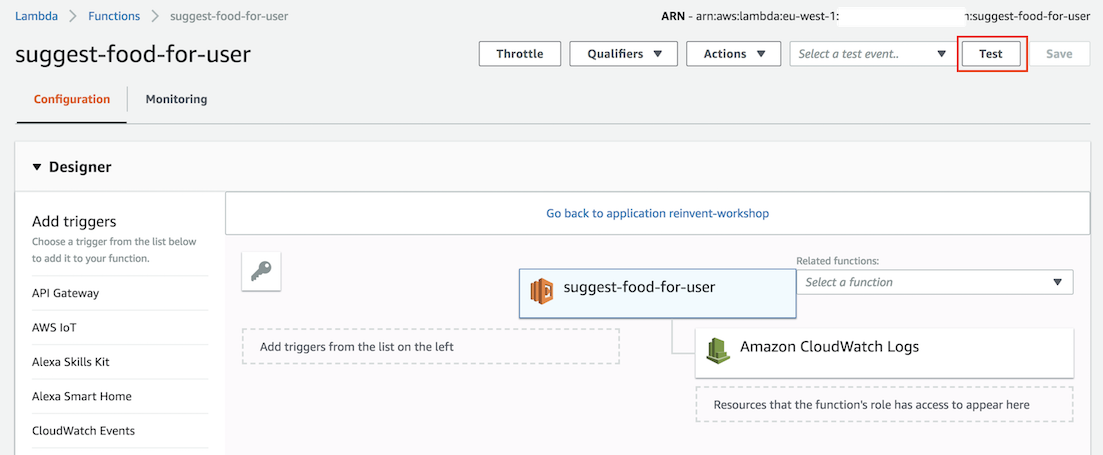 Lambda > Functions > suggest-food-for-user
ARN - arn:aws:lambda:eu-west-1: :suggest-food-for-user
suggest-food-for-user
Throttle
Qualifiers
Actions
Select a test event..
Test
Save
Configuration
Monitoring
Designer
Add triggers
Choose a trigger from the list below
to add it to your function.
API Gateway
AWS IoT
Alexa Skills Kit
Alexa Smart Home
CloudWatch Events
Go back to application reinvent-workshop
Related functions:
suggest-food-for-user
Select a function
Add triggers from the list on the left
Amazon CloudWatch Logs
Resources that the function's role has access to appear here